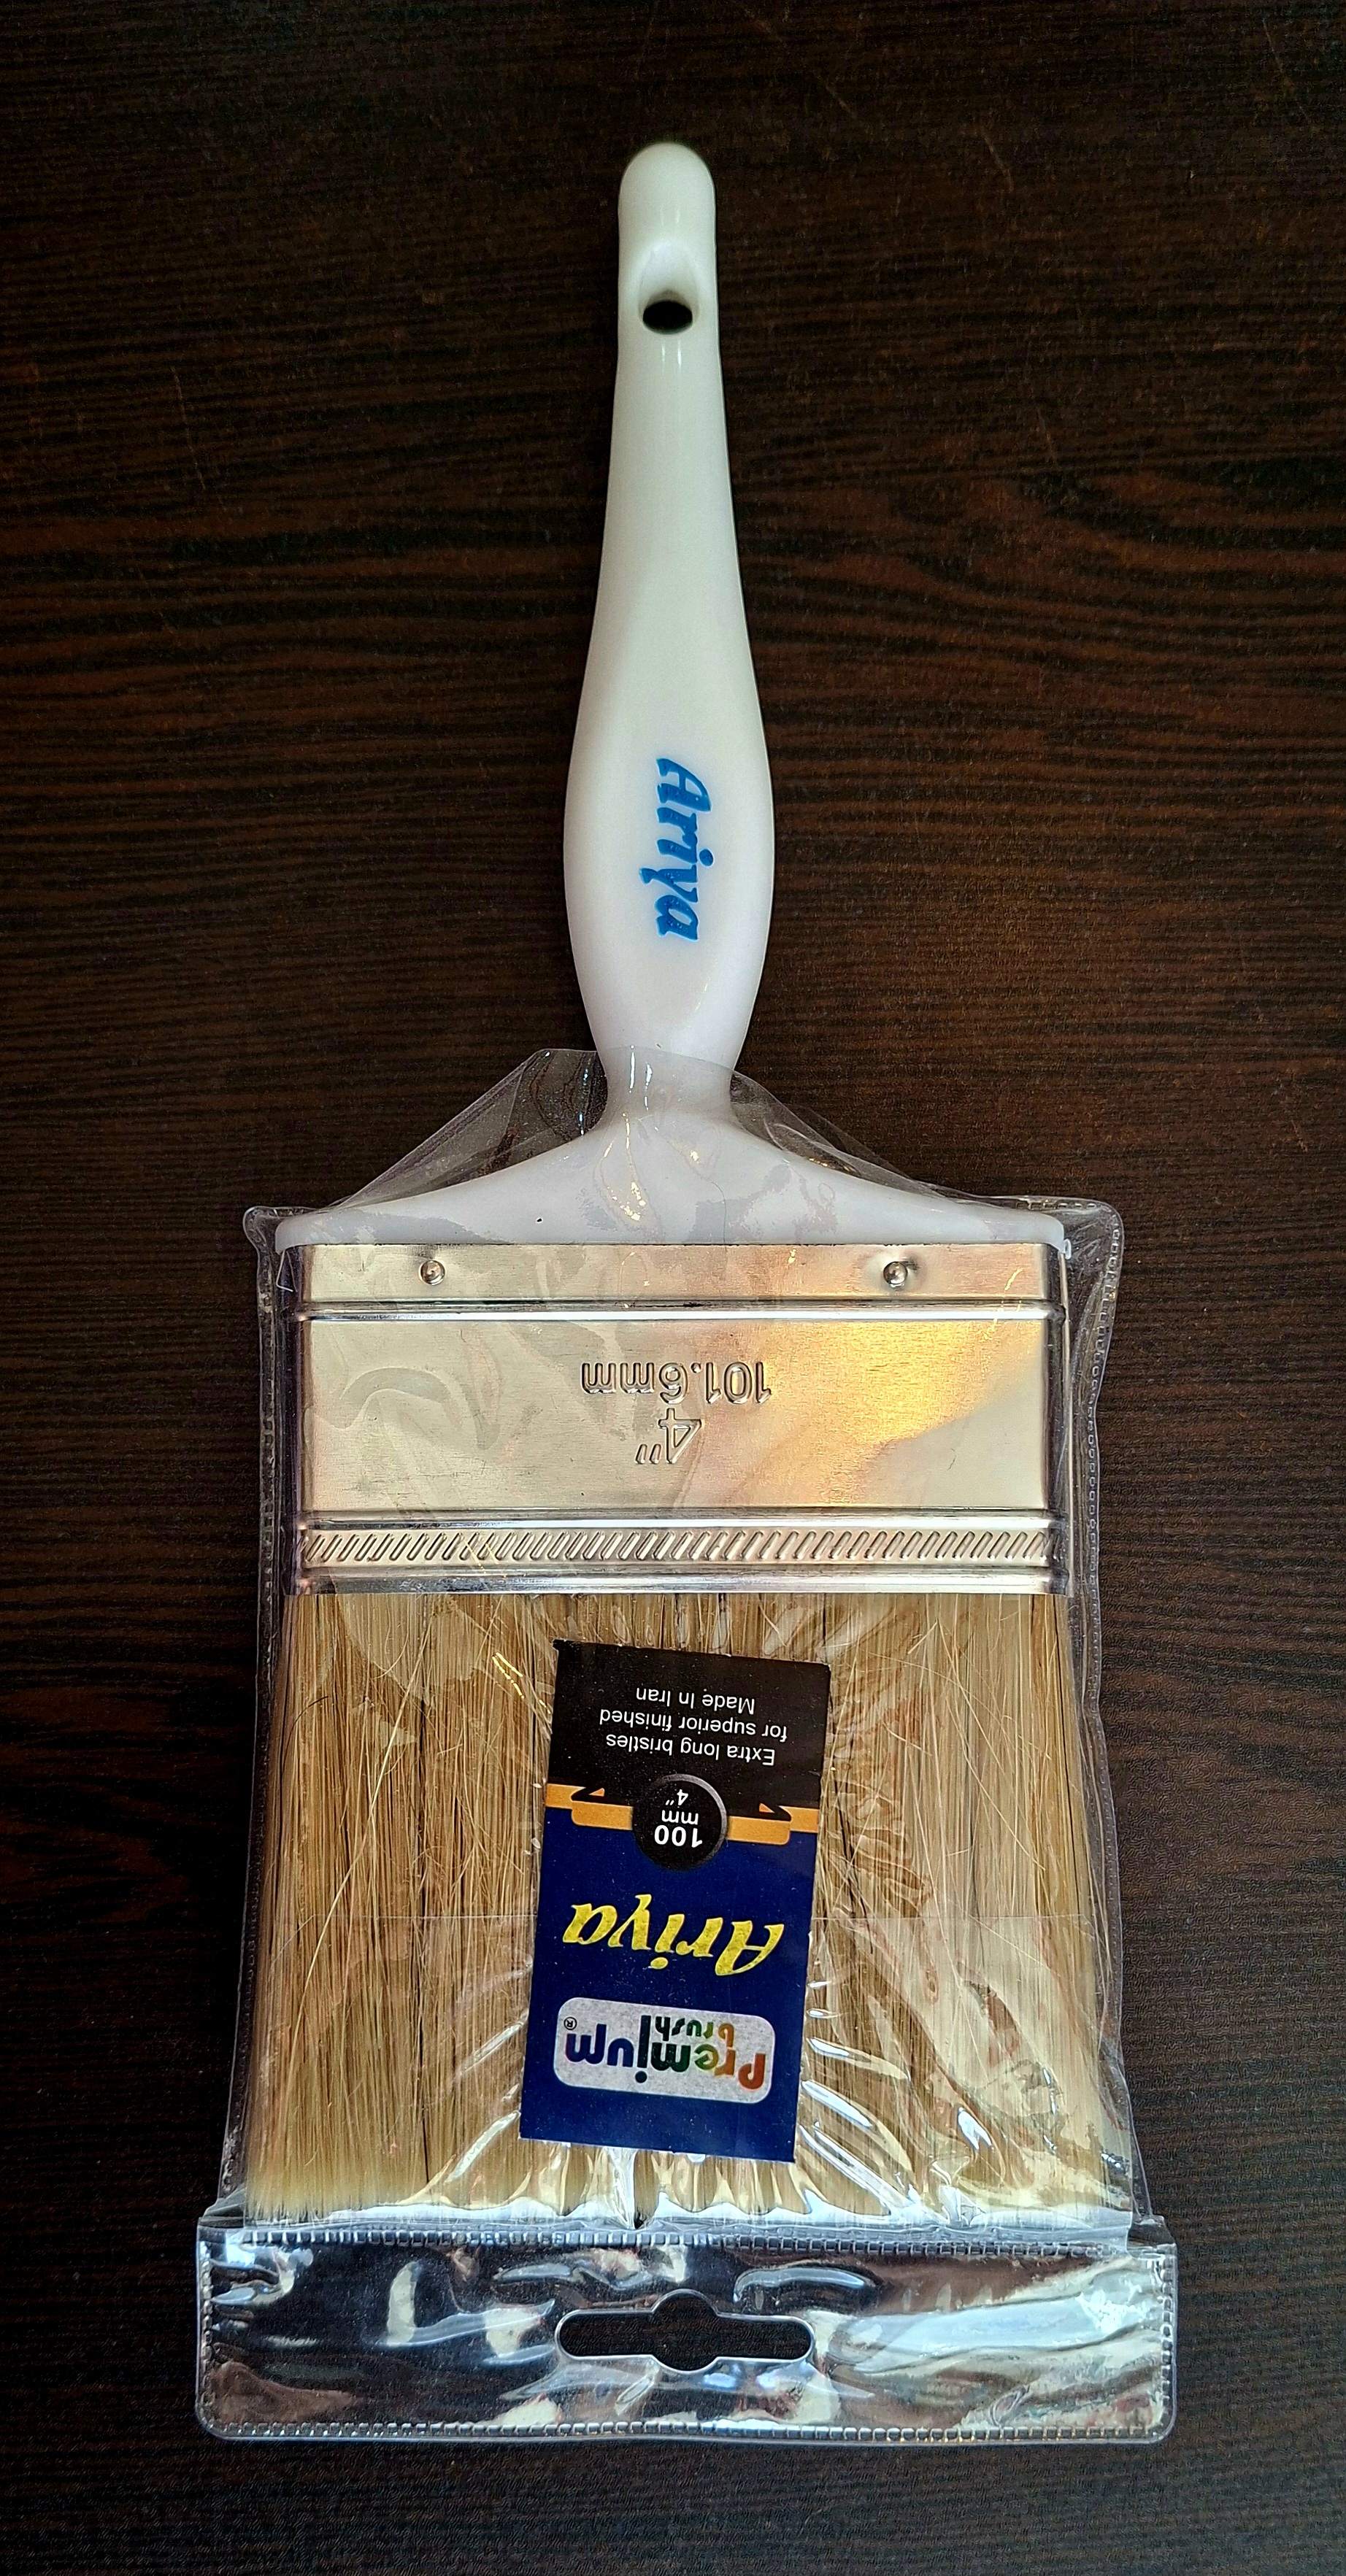 Ariya
4"
101.6mm
Premium
brush ®
Ariya
100
mm
4"
Extra long bristles
for superior finished
Made In Iran